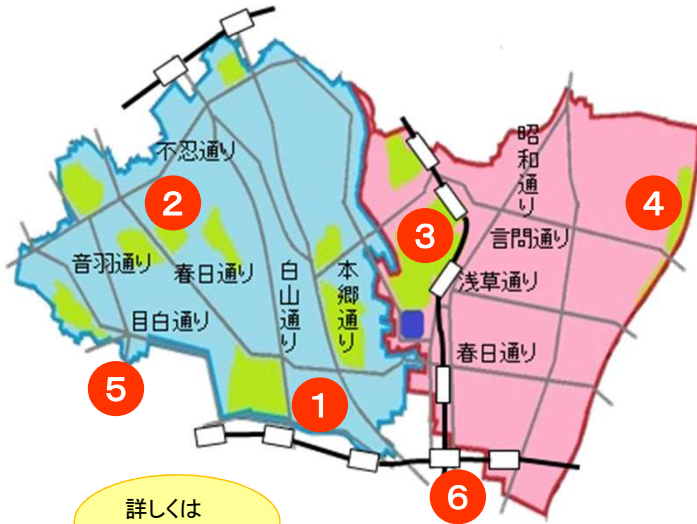 不忍通り
昭和通り
②
④
③
言問通り
音羽通り
春日通り
白山通り
本郷通り
浅草通り
目白通り
春日通り
⑤
①
⑥
詳しくは